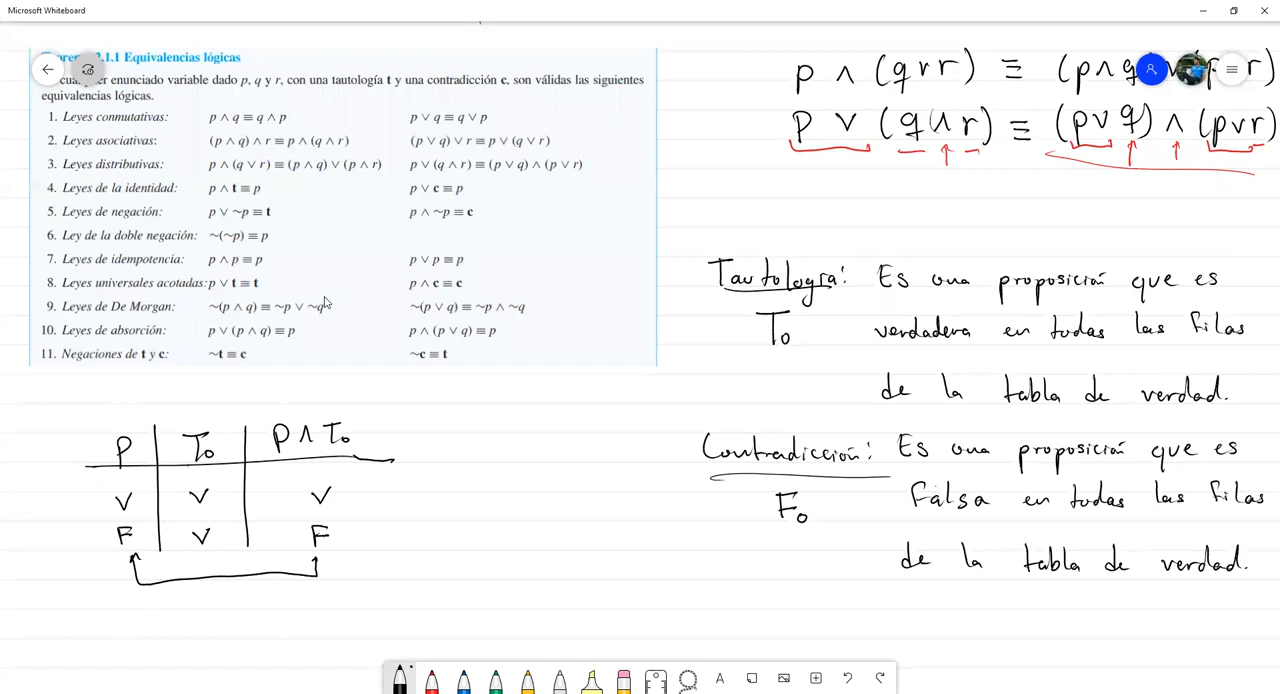 Microsoft Whiteboard
2.1.1 Equivalencias lógicas
enunciado variable dado p, q y r, con una tautología t y una contradicción c, son válidas las siguientes
equivalencias lógicas.
1. Leyes conmutativas: p ∧ q ≡ q ∧ p p ∨ q ≡ q ∨ p
2. Leyes asociativas: (p ∧ q) ∧ r ≡ p ∧ (q ∧ r) (p ∨ q) ∨ r ≡ p ∨ (q ∨ r)
3. Leyes distributivas: p ∧ (q ∨ r) ≡ (p ∧ q) ∨ (p ∧ r) p ∨ (q ∧ r) ≡ (p ∨ q) ∧ (p ∨ r)
4. Leyes de la identidad: p ∧ t ≡ p p ∨ c ≡ p
5. Leyes de negación: p ∨ ~p ≡ t p ∧ ~p ≡ c
6. Ley de la doble negación: ~(~p) ≡ p
7. Leyes de idempotencia: p ∧ p ≡ p p ∨ p ≡ p
8. Leyes universales acotadas: p ∨ t ≡ t p ∧ c ≡ c
9. Leyes de De Morgan: ~(p ∧ q) ≡ ~p ∨ ~q ~(p ∨ q) ≡ ~p ∧ ~q
10. Leyes de absorción: p ∨ (p ∧ q) ≡ p p ∧ (p ∨ q) ≡ p
11. Negaciones de t y c: ~t ≡ c ~c ≡ t
p ∧ (q ∨ r) ≡ (p ∧ q r)
p ∨ (q ∧ r) ≡ (p ∨ q) ∧ (p ∨ r)
Tautología: Es una proposición que es
T₀ verdadera en todas las filas
de la tabla de verdad.
Contradicción: Es una proposición que es
F₀ Falsa en todas las filas
de la tabla de verdad.
P T₀ P ∧ T₀
V V V
F V F
A